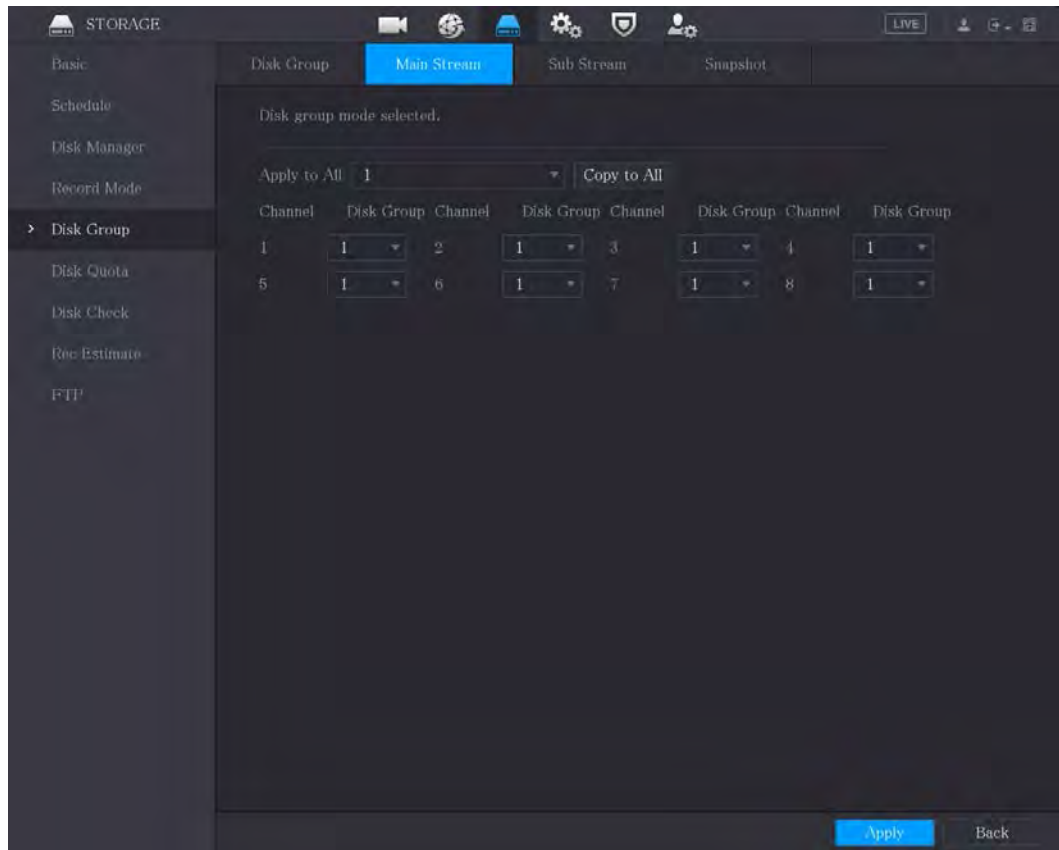 STORAGE LIVE
Basic
Schedule
Disk Manager
Record Mode
Disk Group
Disk Quota
Disk Check
Rec Estimate
FTP
Disk Group Main Stream Sub Stream Snapshot
Disk group mode selected.
Apply to All 1 Copy to All
Channel Disk Group Channel Disk Group Channel Disk Group Channel Disk Group
1 1 2 1 3 1 4 1
5 1 6 1 7 1 8 1
Apply Back